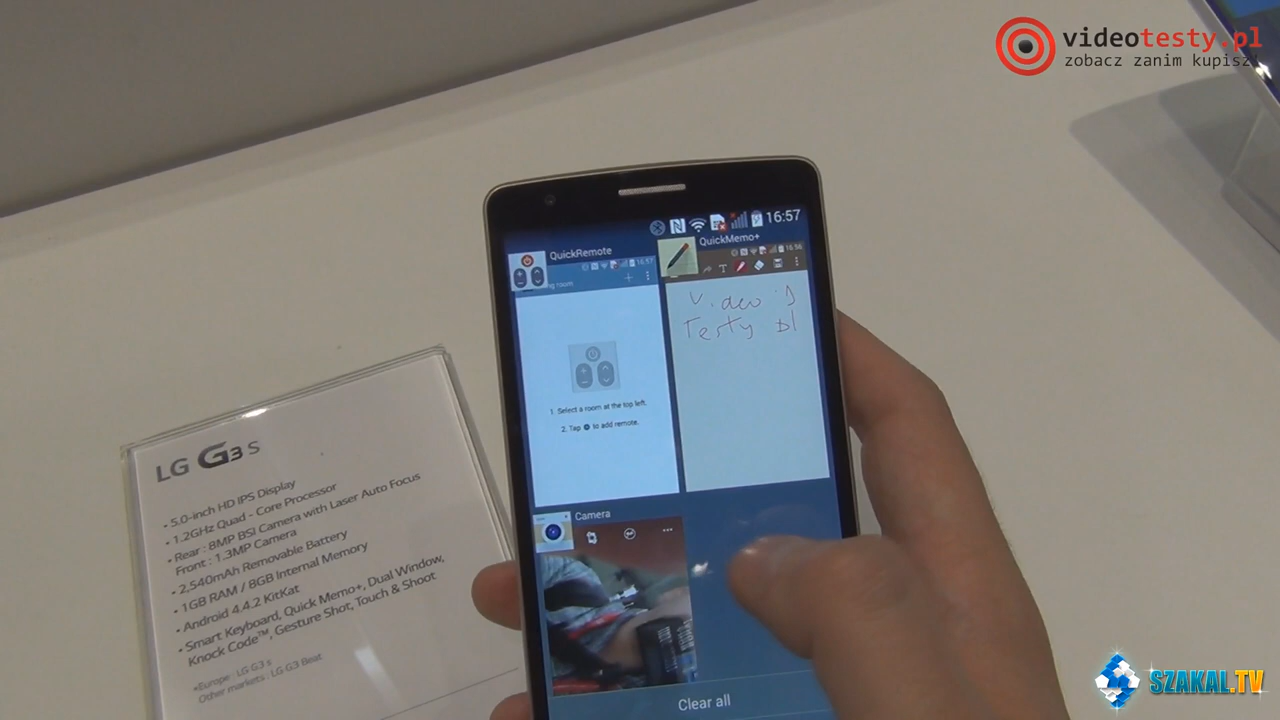 videotesty.pl
zobacz zanim kupisz!
16:57
QuickRemote
QuickMemo+
16:57
16:56
room
Video
Testy pl
1. Select a room at the top left.
2. Tap to add remote.
Camera
Clear all
LG G3 S
• 5.0-inch HD IPS Display
• 1.2GHz Quad - Core Processor
• Rear : 8MP BSI Camera with Laser Auto Focus
Front : 1.3MP Camera
• 2,540mAh Removable Battery
• 1GB RAM / 8GB Internal Memory
• Android 4.4.2 KitKat
• Smart Keyboard, Quick Memo+, Dual Window,
Knock Code™, Gesture Shot, Touch & Shoot
*Europe : LG G3 s
Other markets : LG G3 Beat
SZAKAL.TV